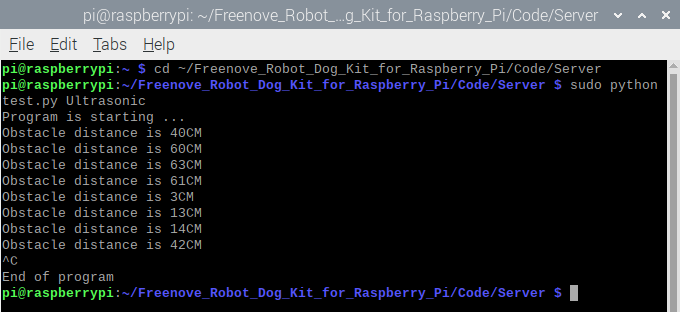 pi@raspberrypi: ~/Freenove_Robot_...g_Kit_for_Raspberry_Pi/Code/Server
File Edit Tabs Help
pi@raspberrypi:~ $ cd ~/Freenove_Robot_Dog_Kit_for_Raspberry_Pi/Code/Server
pi@raspberrypi:~/Freenove_Robot_Dog_Kit_for_Raspberry_Pi/Code/Server $ sudo python
test.py Ultrasonic
Program is starting ...
Obstacle distance is 40CM
Obstacle distance is 60CM
Obstacle distance is 63CM
Obstacle distance is 61CM
Obstacle distance is 3CM
Obstacle distance is 13CM
Obstacle distance is 14CM
Obstacle distance is 42CM
^C
End of program
pi@raspberrypi:~/Freenove_Robot_Dog_Kit_for_Raspberry_Pi/Code/Server $